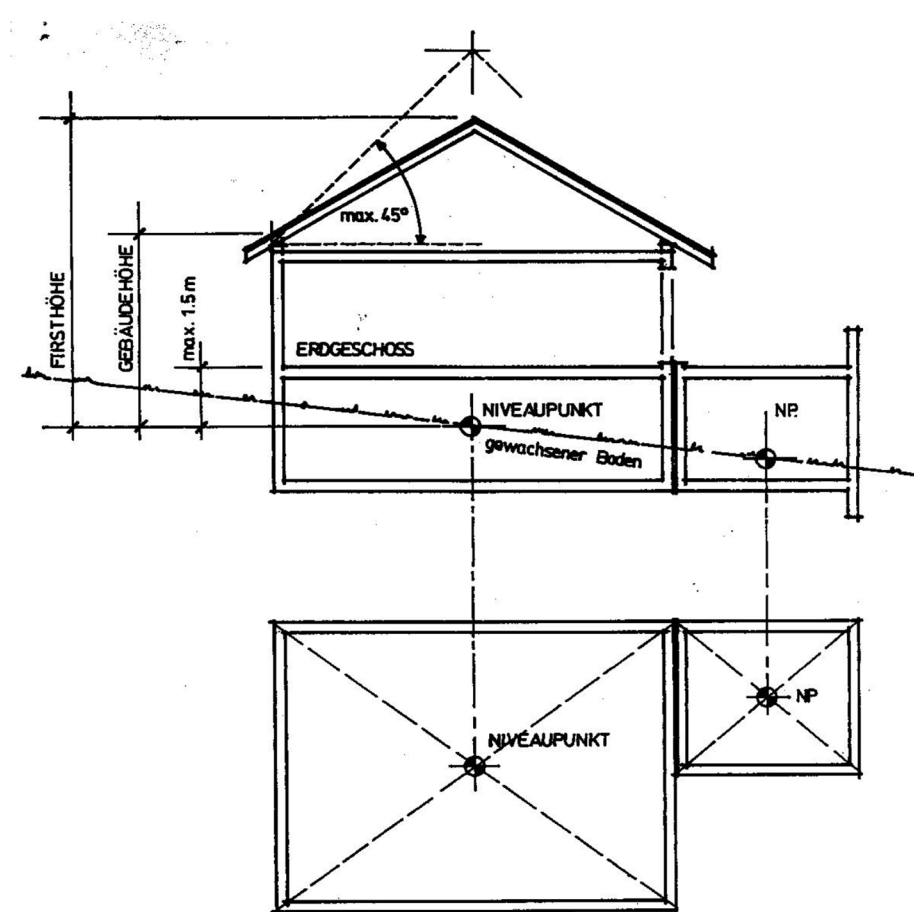 max. 45°
FIRSTHÖHE
GEBÄUDEHÖHE
max. 1.5 m
ERDGESCHOSS
NIVEAUPUNKT
NP.
gewachsener Boden
NP
NIVEAUPUNKT